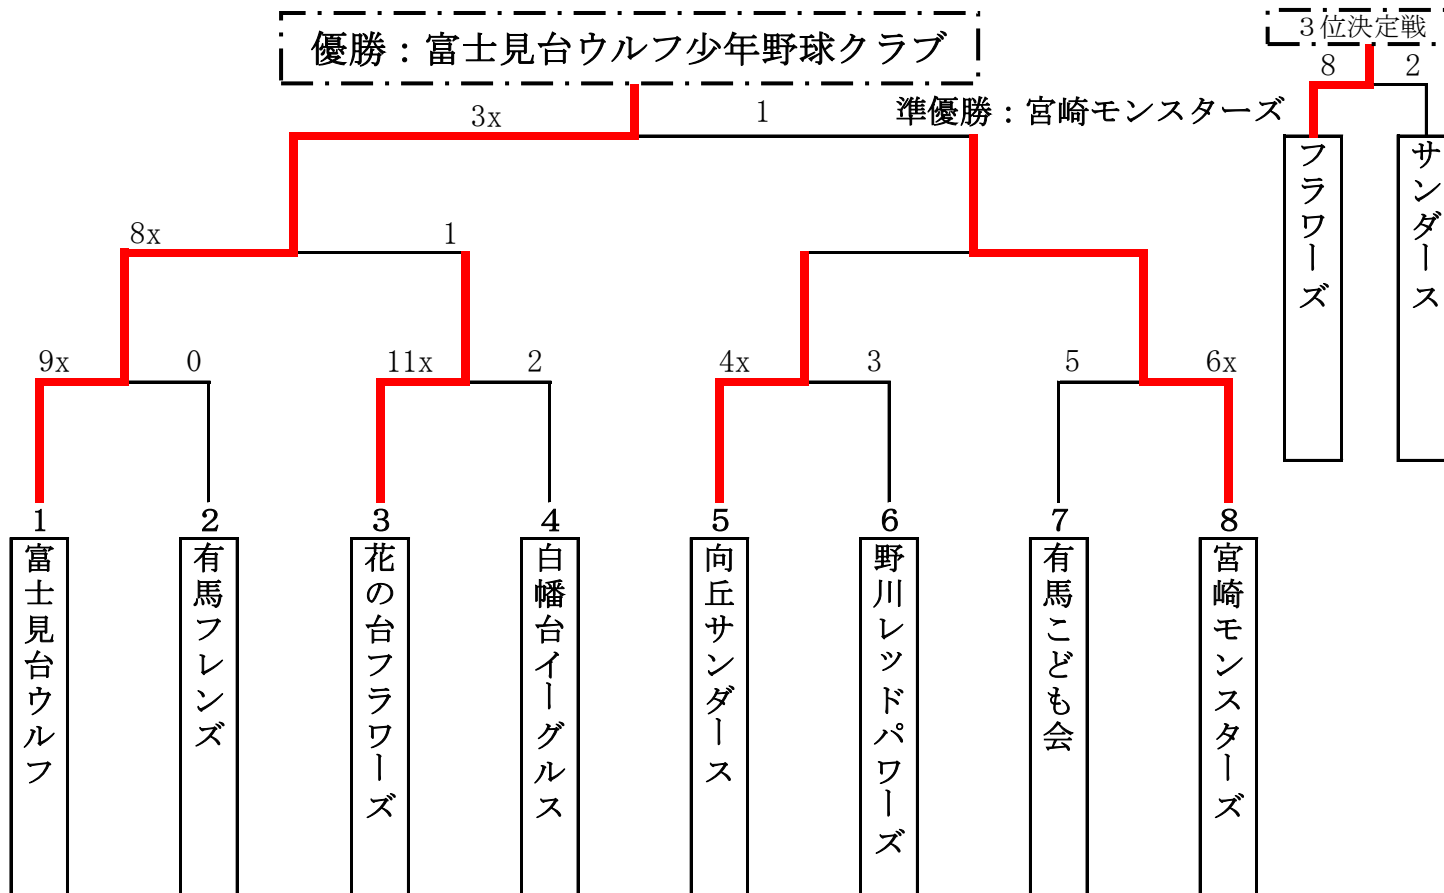 優勝：富士見台ウルフ少年野球クラブ
３位決定戦
8
2
3x
1
準優勝：宮崎モンスターズ
フラワーズ
サンダース
8x
1
9x
0
11x
2
4x
3
5
6x
1
2
3
4
5
6
7
8
富士見台ウルフ
有馬フレンズ
花の台フラワーズ
白幡台イーグルス
向丘サンダース
野川レッドパワーズ
有馬こども会
宮崎モンスターズ